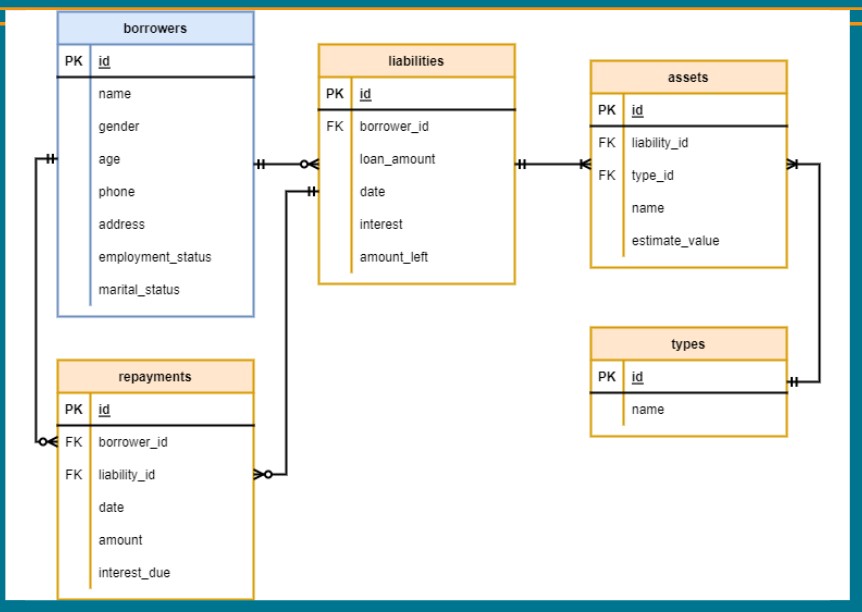 borrowers
PK id
name
gender
age
phone
address
employment_status
marital_status
liabilities
PK id
FK borrower_id
loan_amount
date
interest
amount_left
assets
PK id
FK liability_id
FK type_id
name
estimate_value
types
PK id
name
repayments
PK id
FK borrower_id
FK liability_id
date
amount
interest_due